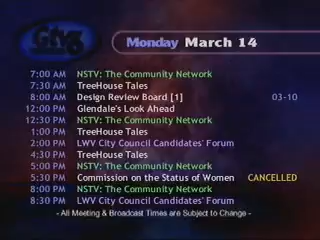 City 6
Monday March 14
7:00 AM NSTV: The Community Network
7:30 AM TreeHouse Tales
8:00 AM Design Review Board [1] 03-10
12:00 PM Glendale's Look Ahead
12:30 PM NSTV: The Community Network
1:00 PM TreeHouse Tales
2:00 PM LWV City Council Candidates' Forum
4:30 PM TreeHouse Tales
5:00 PM NSTV: The Community Network
5:30 PM Commission on the Status of Women CANCELLED
8:00 PM NSTV: The Community Network
8:30 PM LWV City Council Candidates' Forum
- All Meeting & Broadcast Times are Subject to Change -